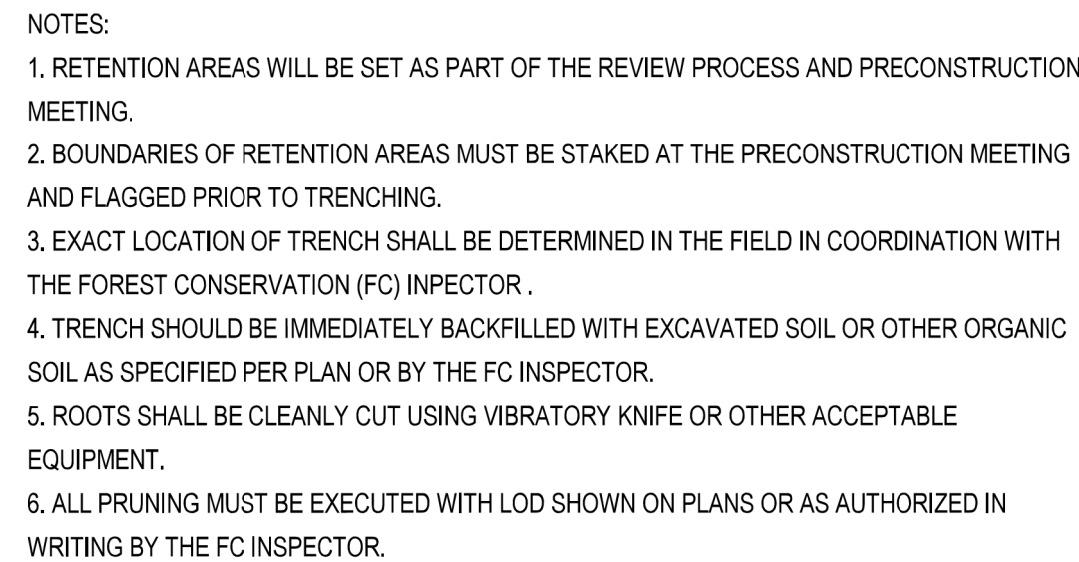 NOTES:
1. RETENTION AREAS WILL BE SET AS PART OF THE REVIEW PROCESS AND PRECONSTRUCTION
MEETING.
2. BOUNDARIES OF RETENTION AREAS MUST BE STAKED AT THE PRECONSTRUCTION MEETING
AND FLAGGED PRIOR TO TRENCHING.
3. EXACT LOCATION OF TRENCH SHALL BE DETERMINED IN THE FIELD IN COORDINATION WITH
THE FOREST CONSERVATION (FC) INPECTOR .
4. TRENCH SHOULD BE IMMEDIATELY BACKFILLED WITH EXCAVATED SOIL OR OTHER ORGANIC
SOIL AS SPECIFIED PER PLAN OR BY THE FC INSPECTOR.
5. ROOTS SHALL BE CLEANLY CUT USING VIBRATORY KNIFE OR OTHER ACCEPTABLE
EQUIPMENT.
6. ALL PRUNING MUST BE EXECUTED WITH LOD SHOWN ON PLANS OR AS AUTHORIZED IN
WRITING BY THE FC INSPECTOR.